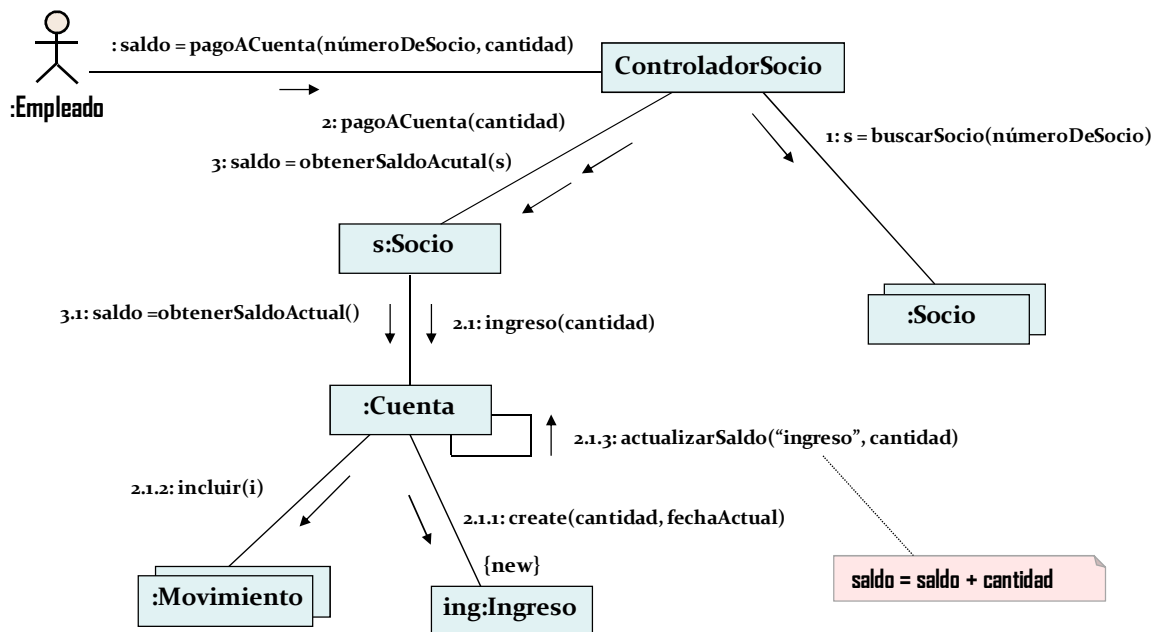 : saldo = pagoACuenta(númeroDeSocio, cantidad)
ControladorSocio
:Empleado
2: pagoACuenta(cantidad)
1: s = buscarSocio(númeroDeSocio)
3: saldo = obtenerSaldoAcutal(s)
s:Socio
3.1: saldo =obtenerSaldoActual()
2.1: ingreso(cantidad)
:Socio
:Cuenta
2.1.3: actualizarSaldo(“ingreso”, cantidad)
2.1.2: incluir(i)
2.1.1: create(cantidad, fechaActual)
{new}
saldo = saldo + cantidad
:Movimiento
ing:Ingreso